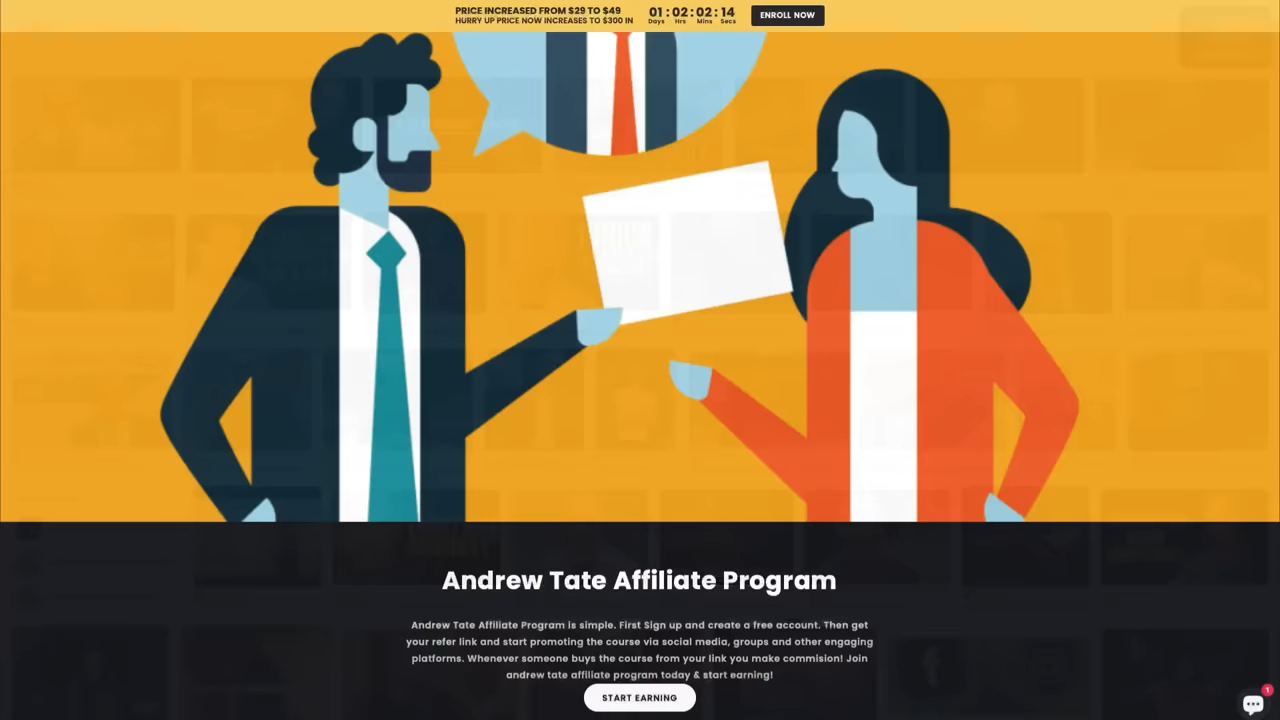 PRICE INCREASED FROM $29 TO $49
HURRY UP PRICE NOW INCREASES TO $300 IN
01 : 02 : 02 : 14
Days Hrs Mins Secs
ENROLL NOW
Andrew Tate Affiliate Program
Andrew Tate Affiliate Program is simple. First Sign up and create a free account. Then get
your refer link and start promoting the course via social media, groups and other engaging
platforms. Whenever someone buys the course from your link you make commision! Join
andrew tate affiliate program today & start earning!
START EARNING
1